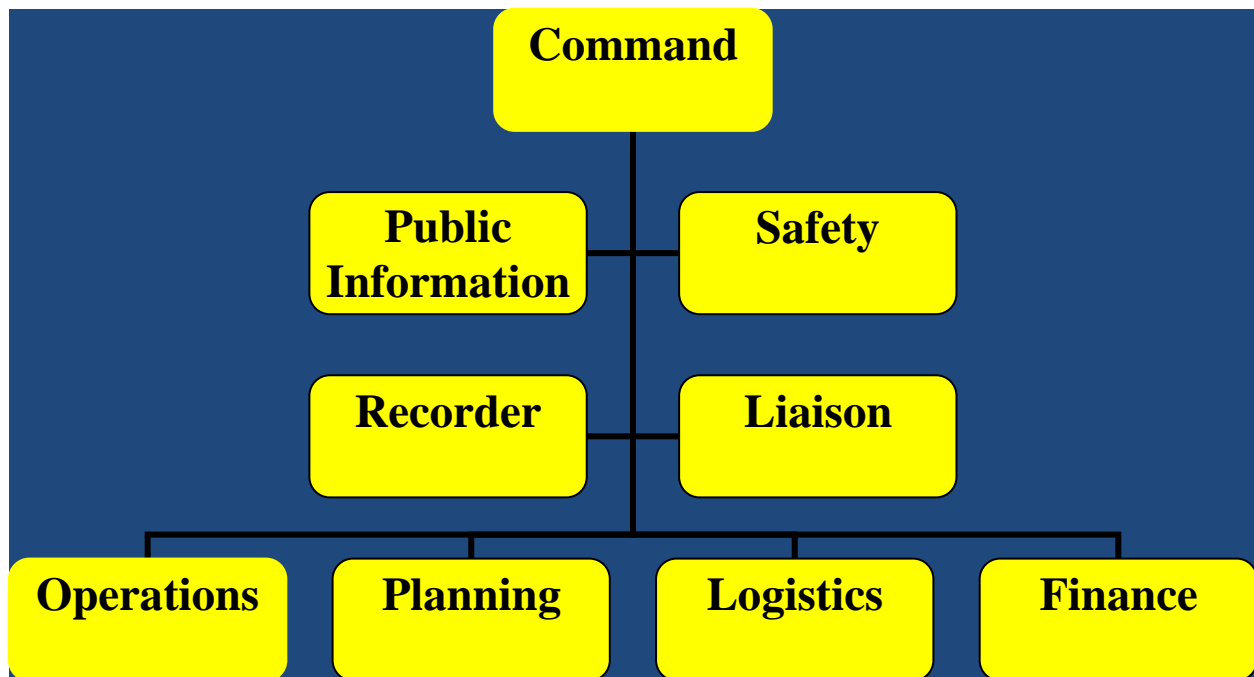 Command
Public
Information
Safety
Recorder
Liaison
Operations
Planning
Logistics
Finance